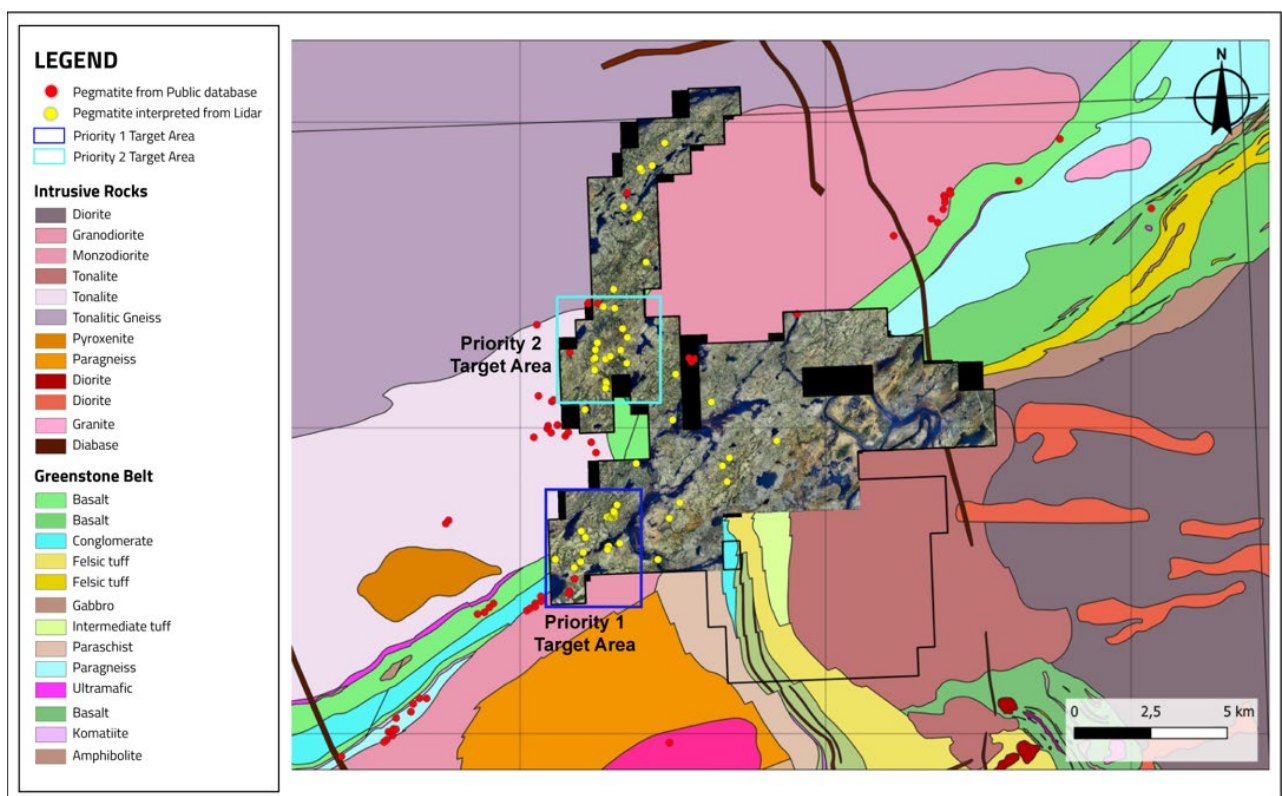 LEGEND
Pegmatite from Public database
Pegmatite interpreted from Lidar
Priority 1 Target Area
Priority 2 Target Area
Intrusive Rocks
Diorite
Granodiorite
Monzodiorite
Tonalite
Tonalite
Tonalitic Gneiss
Pyroxenite
Paragneiss
Diorite
Diorite
Granite
Diabase
Greenstone Belt
Basalt
Basalt
Conglomerate
Felsic tuff
Felsic tuff
Gabbro
Intermediate tuff
Paraschist
Paragneiss
Ultramafic
Basalt
Komatiite
Amphibolite
N
Priority 2
Target Area
Priority 1
Target Area
0 2,5 5 km